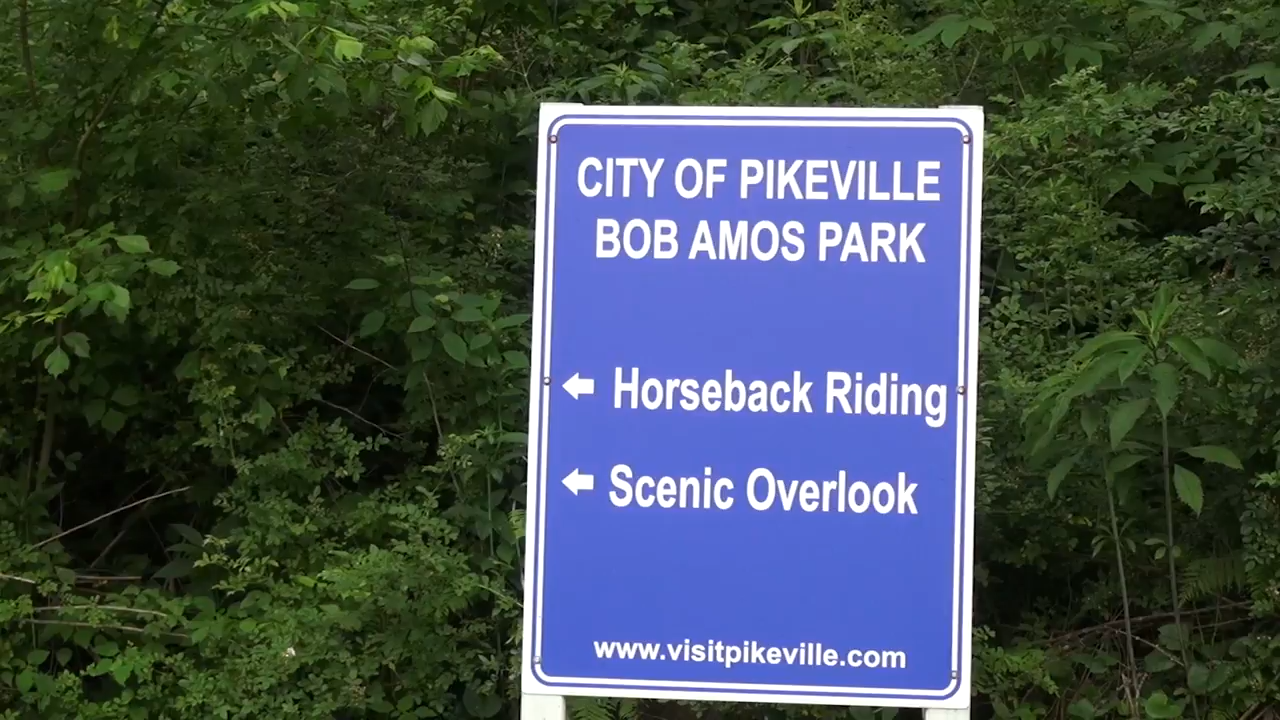 CITY OF PIKEVILLE
BOB AMOS PARK
Horseback Riding
Scenic Overlook
www.visitpikeville.com